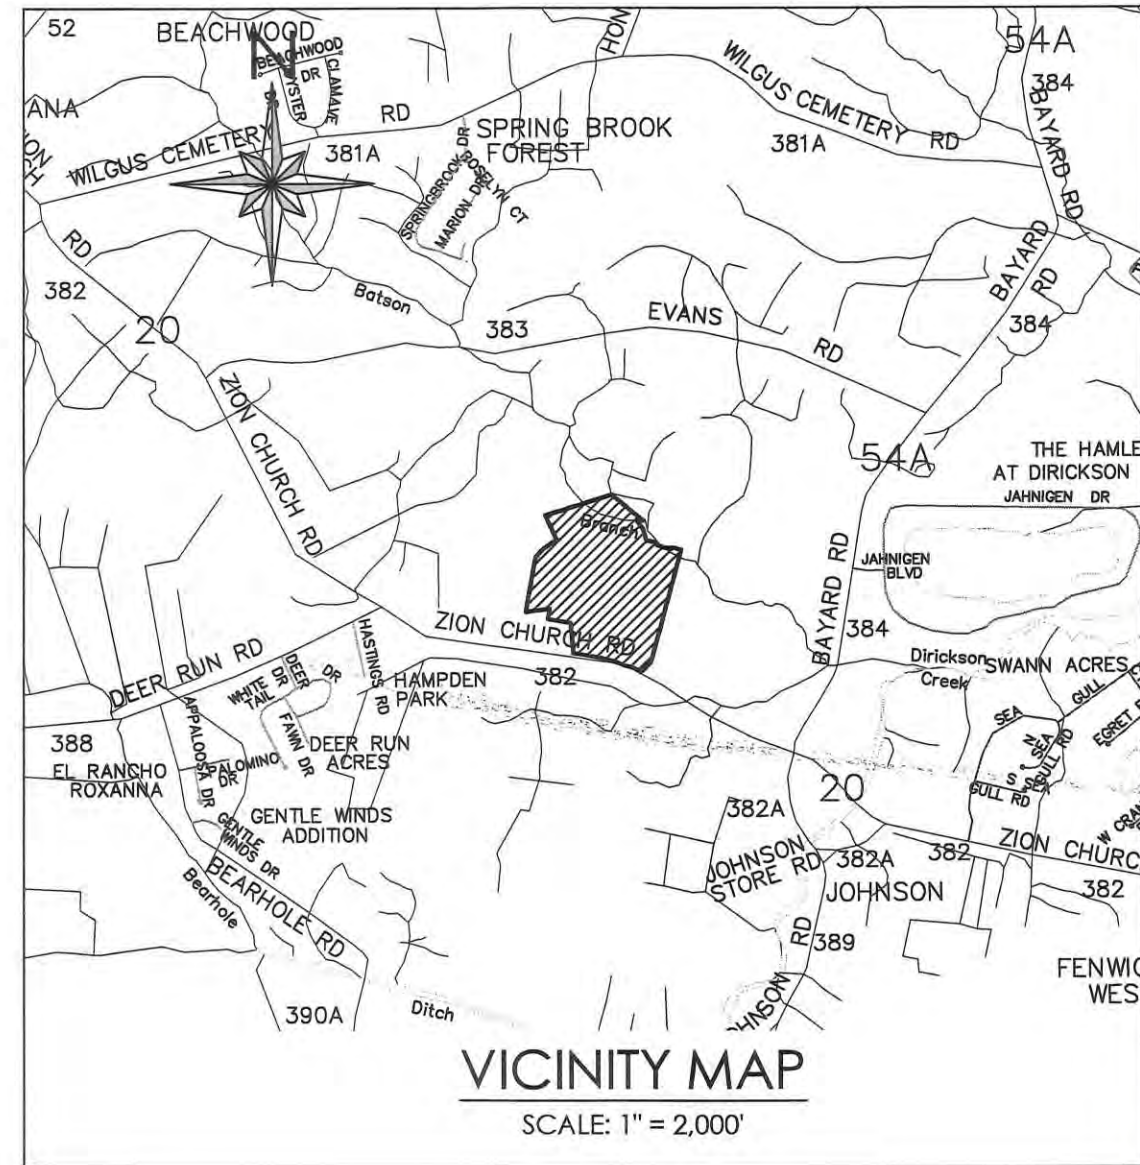 52
BEACHWOOD
N
BEACHWOOD
DR
OYSTER
DR
CLAMAVE
54A
384
WILGUS CEMETERY RD
BAYARD RD
WILGUS CEMETERY RD
381A
SPRING BROOK
FOREST
381A
SPRINGBROOK DR
ROSELYN CT
MARION DR
RD
382
20
Batson
383
EVANS RD
BAYARD RD
384
ZION CHURCH RD
54A
THE HAMLE
AT DIRICKSON
JAHNIGEN DR
Branch
JAHNIGEN
BLVD
BAYARD RD
384
ZION CHURCH RD
382
DEER RUN RD
HASTINGS RD
HAMPDEN
PARK
WHITE
TAIL DR
DEER DR
FAWN DR
DEER RUN
ACRES
Dirickson
Creek
SWANN ACRES
SEA
GULL
EGRET
N SEA
GULL RD
S SEA
GULL RD
W CRAN
388
EL RANCHO
ROXANNA
APPALOOSA DR
PALOMINO
DR
GENTLE WINDS
ADDITION
GENTLE
WINDS DR
BEARHOLE RD
Bearhole
382A
20
JOHNSON
STORE RD
382A
382
ZION CHURC
382
JOHNSON
RD
389
OHNSON
FENWIC
WES
390A
Ditch
VICINITY MAP
SCALE: 1" = 2,000'